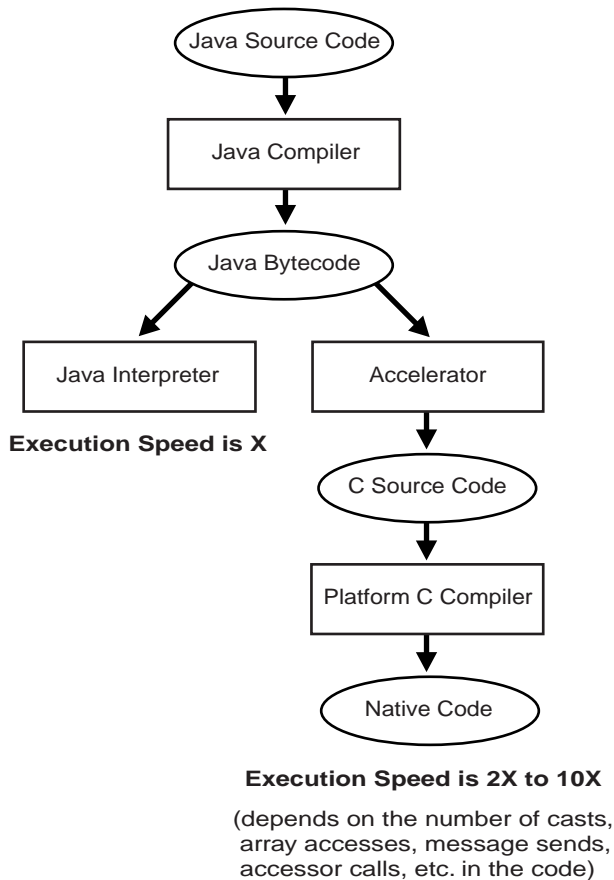 Java Source Code
Java Compiler
Java Bytecode
Java Interpreter
Accelerator
Execution Speed is X
C Source Code
Platform C Compiler
Native Code
Execution Speed is 2X to 10X
(depends on the number of casts,
array accesses, message sends,
accessor calls, etc. in the code)